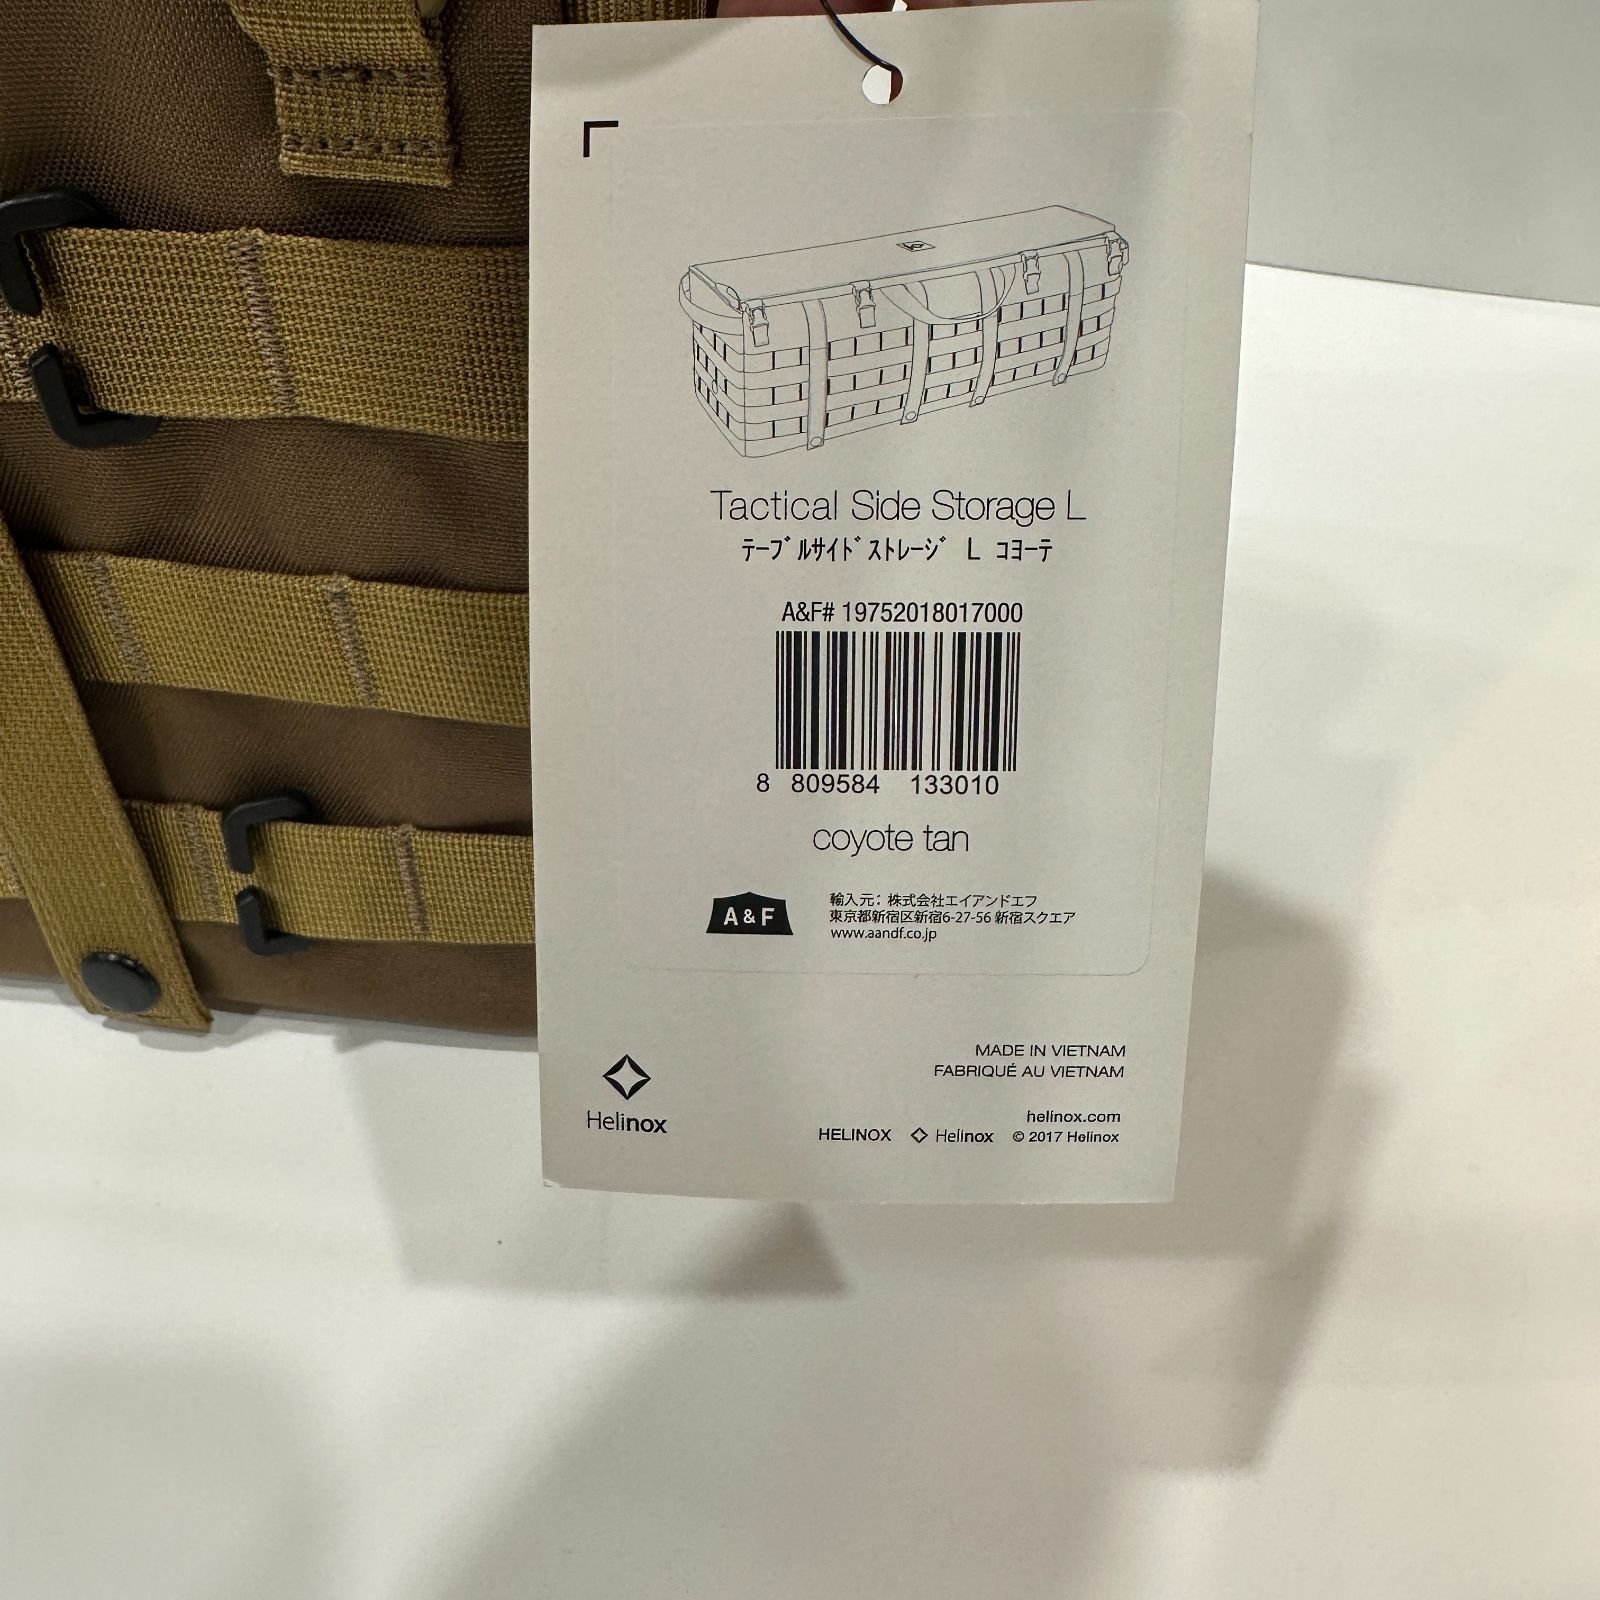 Tactical Side Storage L
ﾃｰﾌﾞﾙｻｲﾄﾞｽﾄﾚｰｼﾞ L ｺﾖｰﾃ
A&F# 19752018017000
8 809584 133010
coyote tan
A & F
輸入元：株式会社エイアンドエフ
東京都新宿区新宿6-27-56 新宿スクエア
www.aandf.co.jp
MADE IN VIETNAM
FABRIQUÉ AU VIETNAM
Helinox
helinox.com
HELINOX Helinox © 2017 Helinox